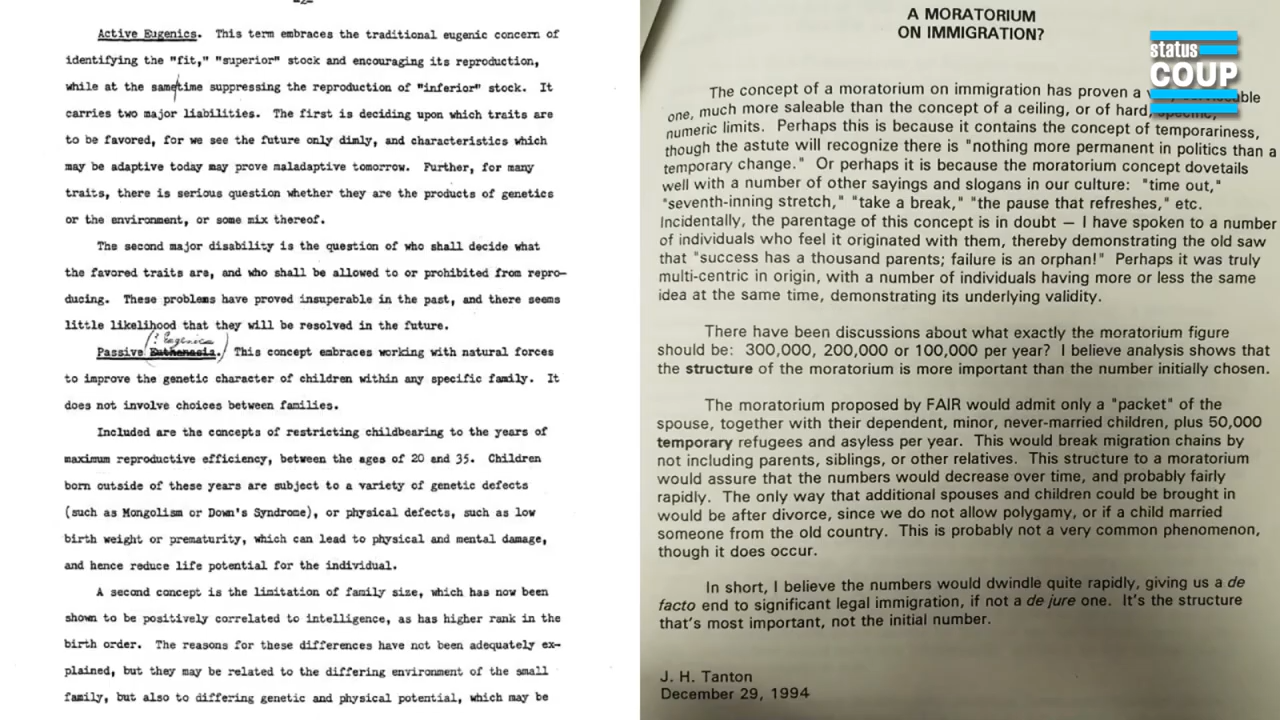 -2-
Active Eugenics. This term embraces the traditional eugenic concern of
identifying the "fit," "superior" stock and encouraging its reproduction,
while at the sametime suppressing the reproduction of "inferior" stock. It
carries two major liabilities. The first is deciding upon which traits are
to be favored, for we see the future only dimly, and characteristics which
may be adaptive today may prove maladaptive tomorrow. Further, for many
traits, there is serious question whether they are the products of genetics
or the environment, or some mix thereof.
The second major disability is the question of who shall decide what
the favored traits are, and who shall be allowed to or prohibited from repro-
ducing. These problems have proved insuperable in the past, and there seems
little likelihood that they will be resolved in the future.
Eugenics
Passive Euthenasia. This concept embraces working with natural forces
to improve the genetic character of children within any specific family. It
does not involve choices between families.
Included are the concepts of restricting childbearing to the years of
maximum reproductive efficiency, between the ages of 20 and 35. Children
born outside of these years are subject to a variety of genetic defects
(such as Mongolism or Down's Syndrome), or physical defects, such as low
birth weight or prematurity, which can lead to physical and mental damage,
and hence reduce life potential for the individual.
A second concept is the limitation of family size, which has now been
shown to be positively correlated to intelligence, as has higher rank in the
birth order. The reasons for these differences have not been adequately ex-
plained, but they may be related to the differing environment of the small
family, but also to differing genetic and physical potential, which may be
A MORATORIUM
ON IMMIGRATION?
status
COUP
The concept of a moratorium on immigration has proven a
one, much more saleable than the concept of a ceiling, or of hard, specific,
numeric limits. Perhaps this is because it contains the concept of temporariness,
though the astute will recognize there is "nothing more permanent in politics than a
temporary change." Or perhaps it is because the moratorium concept dovetails
well with a number of other sayings and slogans in our culture: "time out,"
"seventh-inning stretch," "take a break," "the pause that refreshes," etc.
Incidentally, the parentage of this concept is in doubt — I have spoken to a number
of individuals who feel it originated with them, thereby demonstrating the old saw
that "success has a thousand parents; failure is an orphan!" Perhaps it was truly
multi-centric in origin, with a number of individuals having more or less the same
idea at the same time, demonstrating its underlying validity.
There have been discussions about what exactly the moratorium figure
should be: 300,000, 200,000 or 100,000 per year? I believe analysis shows that
the structure of the moratorium is more important than the number initially chosen.
The moratorium proposed by FAIR would admit only a "packet" of the
spouse, together with their dependent, minor, never-married children, plus 50,000
temporary refugees and asyless per year. This would break migration chains by
not including parents, siblings, or other relatives. This structure to a moratorium
would assure that the numbers would decrease over time, and probably fairly
rapidly. The only way that additional spouses and children could be brought in
would be after divorce, since we do not allow polygamy, or if a child married
someone from the old country. This is probably not a very common phenomenon,
though it does occur.
In short, I believe the numbers would dwindle quite rapidly, giving us a de
facto end to significant legal immigration, if not a de jure one. It's the structure
that's most important, not the initial number.
J. H. Tanton
December 29, 1994